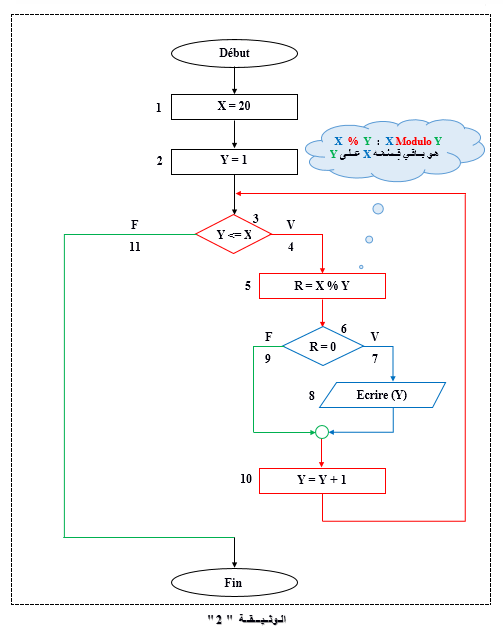 Début
1
X = 20
2
Y = 1
X % Y : X Modulo Y
هو باقي قسمة X على Y
3
Y <= X
F
11
V
4
5
R = X % Y
6
R = 0
F
9
V
7
8
Ecrire (Y)
10
Y = Y + 1
Fin
الوثيقة " 2 "